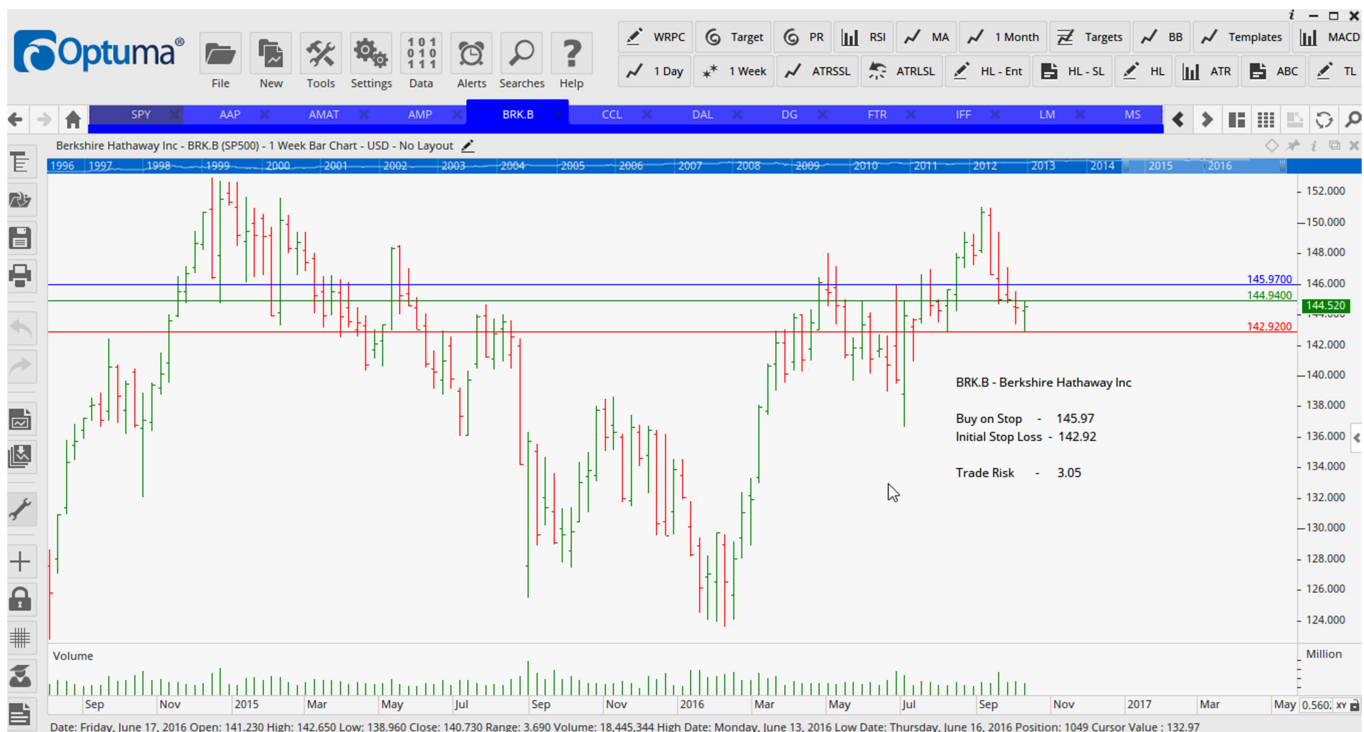 i
Optuma®
File New Tools Settings Data Alerts Searches Help
101
010
111
WRPC Target PR RSI MA 1 Month Targets BB Templates MACD
1 Day 1 Week ATRSSL ATRLSL HL - Ent HL - SL HL ATR ABC TL
SPY AAP AMAT AMP BRK.B CCL DAL DG FTR IFF LM MS
Berkshire Hathaway Inc - BRK.B (SP500) - 1 Week Bar Chart - USD - No Layout
1996 1997 1998 1999 2000 2001 2002 2003 2004 2005 2006 2007 2008 2009 2010 2011 2012 2013 2014 2015 2016
152.000
150.000
148.000
145.9700 146.000
144.9400
144.520
144.000
142.9200
142.000
140.000
138.000
136.000
134.000
132.000
130.000
128.000
126.000
124.000
BRK.B - Berkshire Hathaway Inc
Buy on Stop - 145.97
Initial Stop Loss - 142.92
Trade Risk - 3.05
Volume Million
Sep Nov 2015 Mar May Jul Sep Nov 2016 Mar May Jul Sep Nov 2017 Mar May XY
Date: Friday, June 17, 2016 Open: 141.230 High: 142.650 Low: 138.960 Close: 140.730 Range: 3.690 Volume: 18,445,344 High Date: Monday, June 13, 2016 Low Date: Thursday, June 16, 2016 Position: 1049 Cursor Value : 132.97